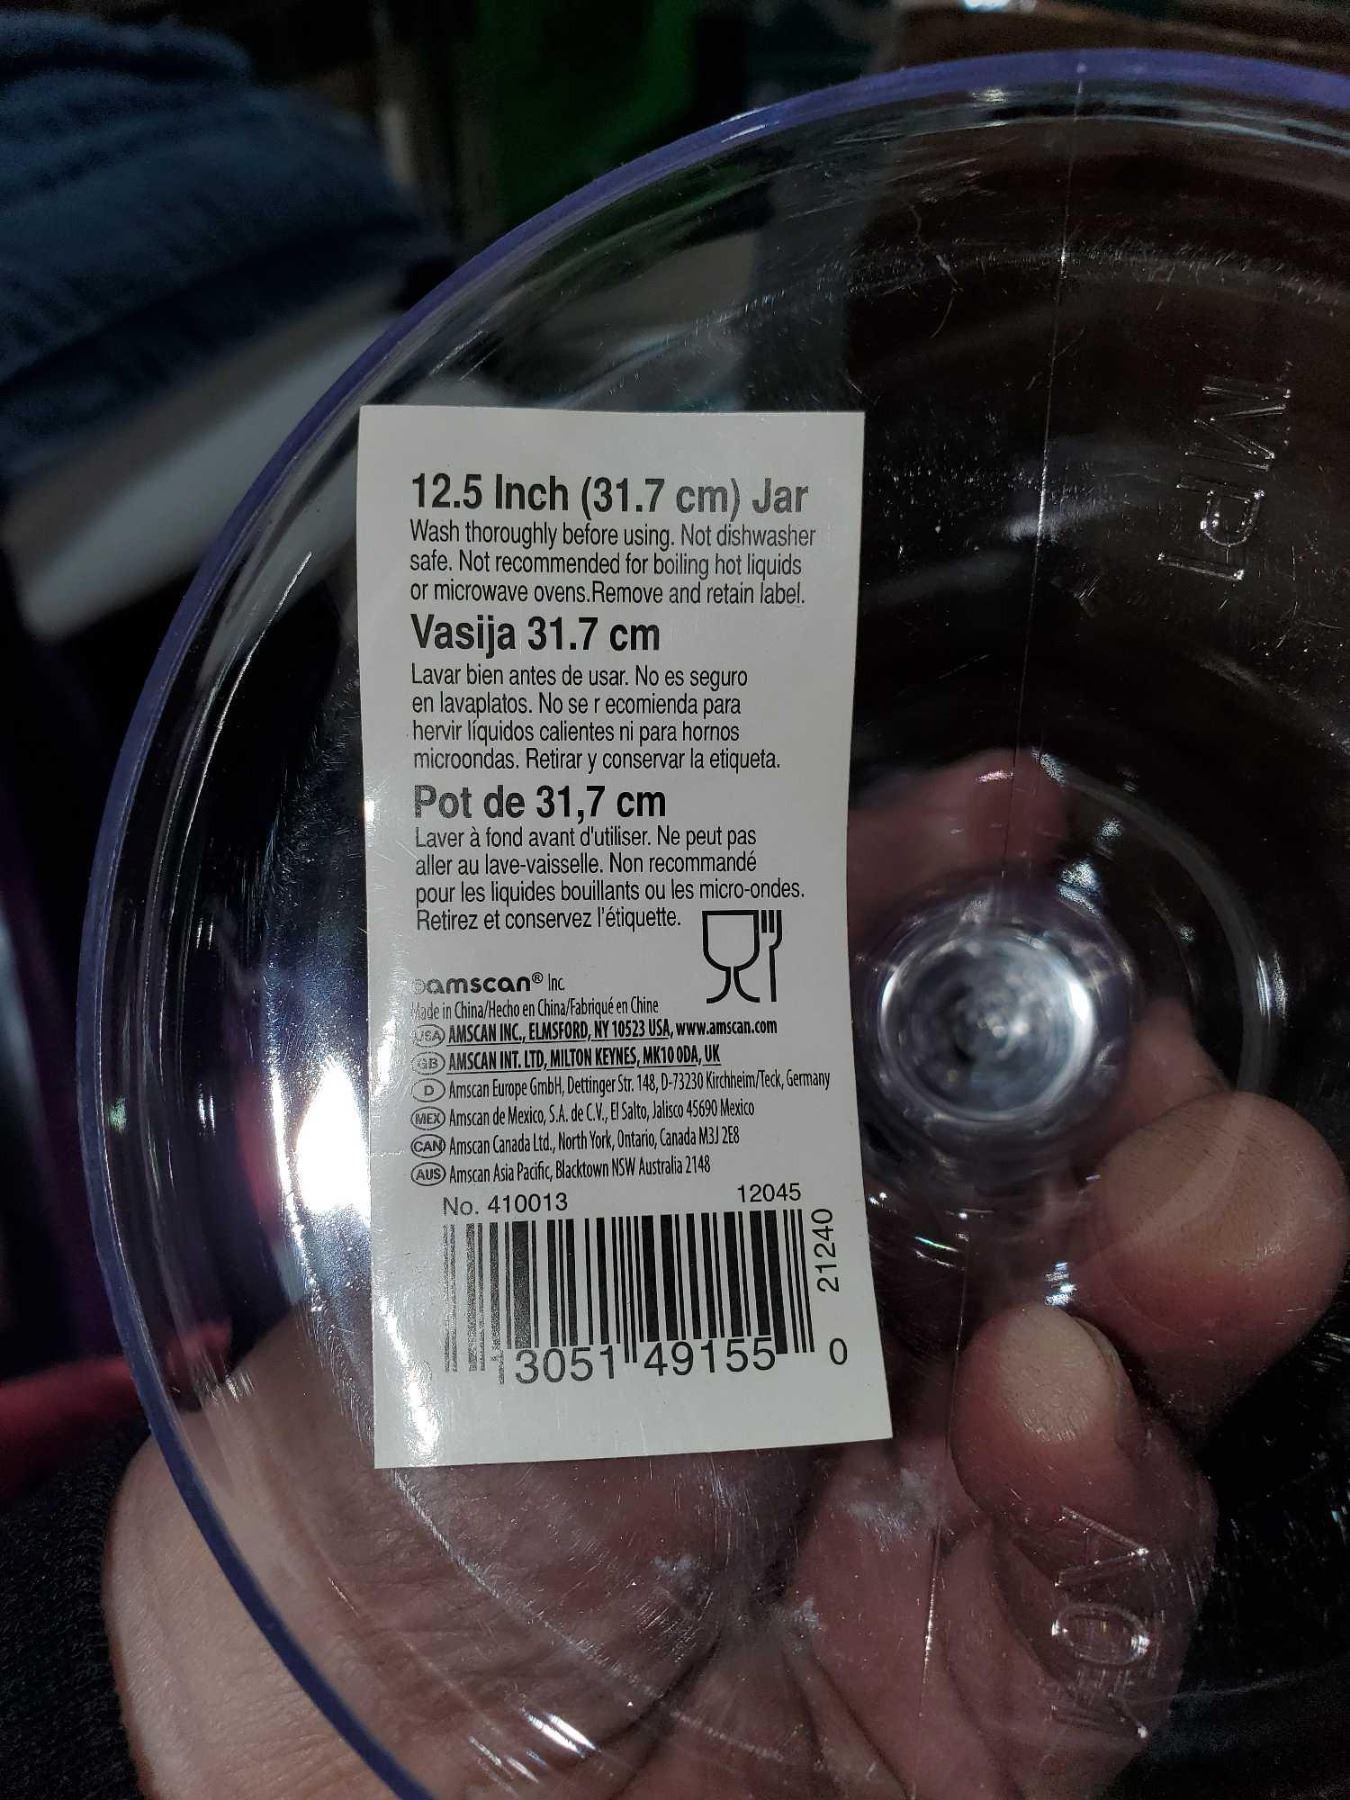 12.5 Inch (31.7 cm) Jar
Wash thoroughly before using. Not dishwasher
safe. Not recommended for boiling hot liquids
or microwave ovens.Remove and retain label.
Vasija 31.7 cm
Lavar bien antes de usar. No es seguro
en lavaplatos. No se r ecomienda para
hervir líquidos calientes ni para hornos
microondas. Retirar y conservar la etiqueta.
Pot de 31,7 cm
Laver à fond avant d'utiliser. Ne peut pas
aller au lave-vaisselle. Non recommandé
pour les liquides bouillants ou les micro-ondes.
Retirez et conservez l'étiquette.
amscan® Inc
Made in China/Hecho en China/Fabriqué en Chine
USA AMSCAN INC., ELMSFORD, NY 10523 USA, www.amscan.com
GB AMSCAN INT. LTD, MILTON KEYNES, MK10 0DA, UK
D Amscan Europe GmbH, Dettinger Str. 148, D-73230 Kirchheim/Teck, Germany
MEX Amscan de Mexico, S.A. de C.V., El Salto, Jalisco 45690 Mexico
CAN Amscan Canada Ltd., North York, Ontario, Canada M3J 2E8
AUS Amscan Asia Pacific, Blacktown NSW Australia 2148
No. 410013 12045
21240
13051 49155 0